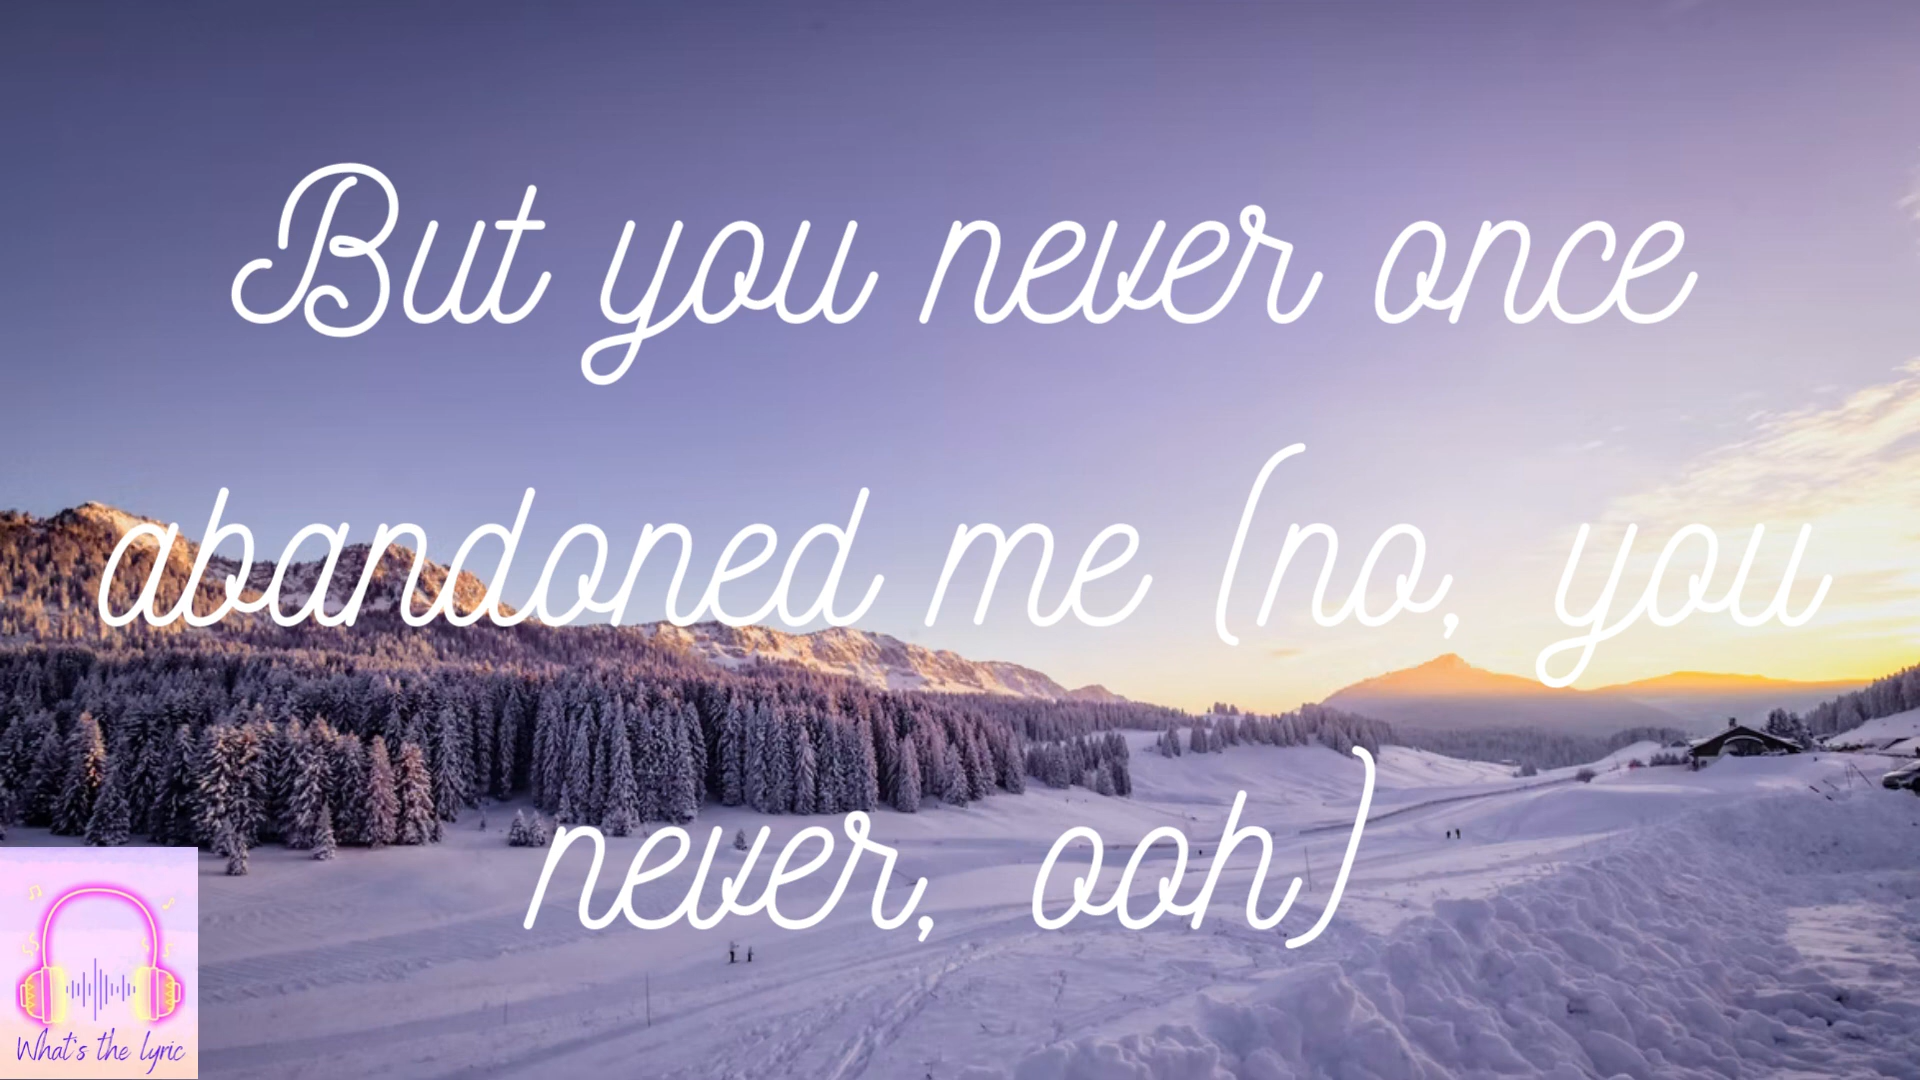 But you never once
abandoned me (no, you
never, ooh)
What's the lyric